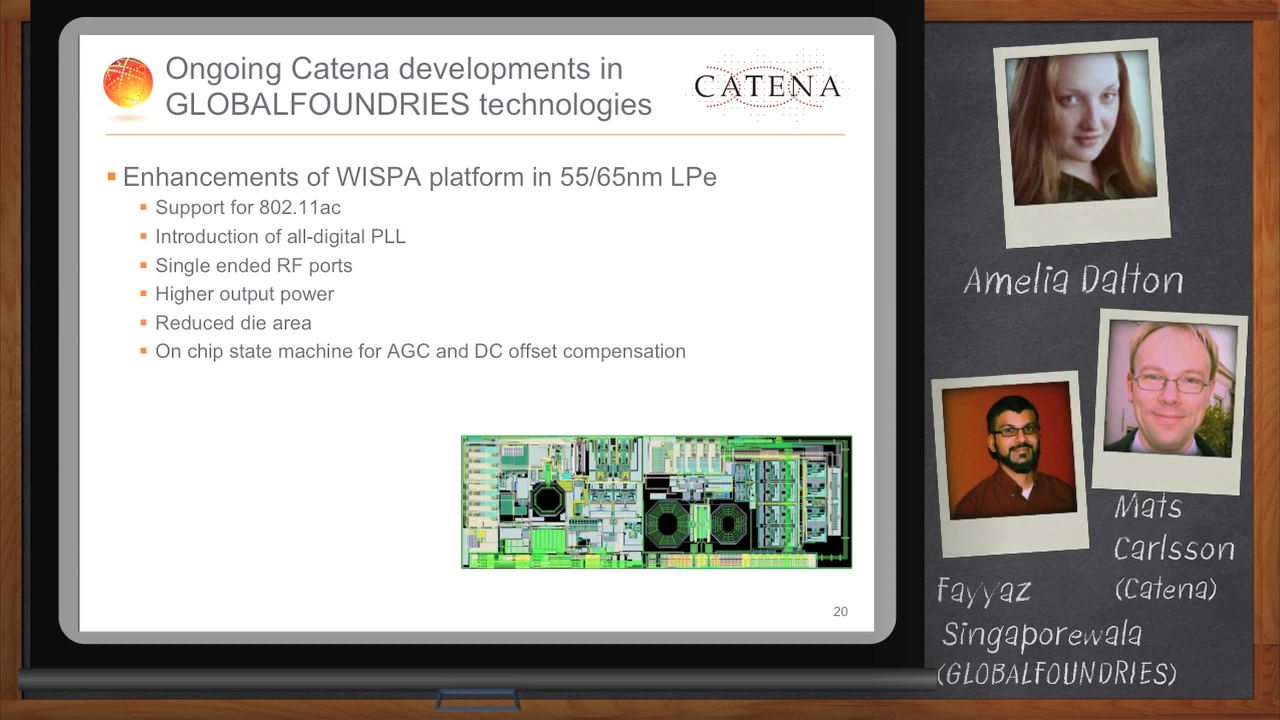 Ongoing Catena developments in
GLOBALFOUNDRIES technologies
CATENA
Enhancements of WISPA platform in 55/65nm LPe
Support for 802.11ac
Introduction of all-digital PLL
Single ended RF ports
Higher output power
Reduced die area
On chip state machine for AGC and DC offset compensation
20
Amelia Dalton
Mats
Carlsson
(Catena)
Fayyaz
Singaporewala
(GLOBALFOUNDRIES)